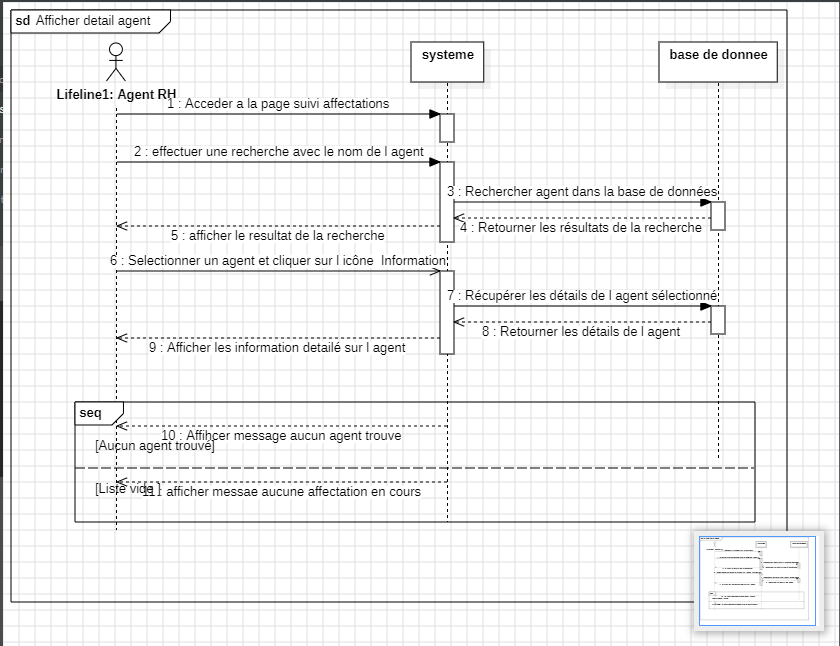 sd Afficher detail agent
systeme
base de donnee
Lifeline1: Agent RH
1 : Acceder a la page suivi affectations
2 : effectuer une recherche avec le nom de l agent
3 : Rechercher agent dans la base de données
4 : Retourner les résultats de la recherche
5 : afficher le resultat de la recherche
6 : Selectionner un agent et cliquer sur l icône Information
7 : Récupérer les détails de l agent sélectionné
8 : Retourner les détails de l agent
9 : Afficher les information detailé sur l agent
seq
10 : Affihcer message aucun agent trouve
[Aucun agent trouvé]
[Liste vide ]
11 : afficher messae aucune affectation en cours